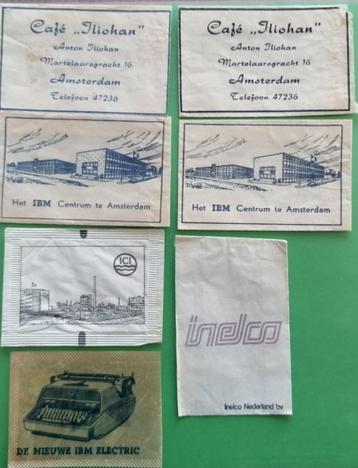 Café „Iliohan"
Anton Iliohan
Martelaarsgracht 16
Amsterdam
Telefoon 47236
Café „Iliohan"
Anton Iliohan
Martelaarsgracht 16
Amsterdam
Telefoon 47236
Het IBM Centrum te Amsterdam
Het IBM Centrum te Amsterdam
ICI
inelco
Inelco Nederland bv
DE NIEUWE IBM ELECTRIC